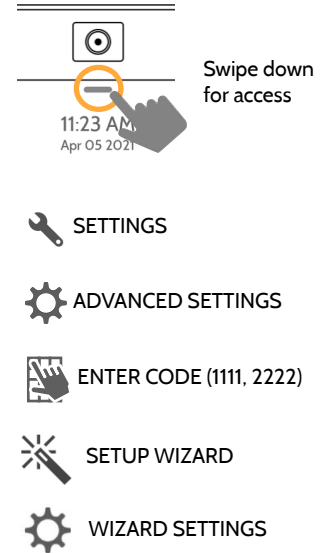 Swipe down
for access
11:23 AM
Apr 05 2021
SETTINGS
ADVANCED SETTINGS
ENTER CODE (1111, 2222)
SETUP WIZARD
WIZARD SETTINGS